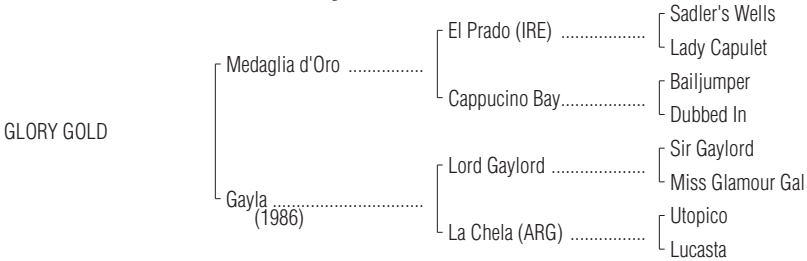 Sadler's Wells
El Prado (IRE) ..................
Lady Capulet
Medaglia d'Oro ................
Bailjumper
Cappucino Bay..................
Dubbed In
GLORY GOLD
Sir Gaylord
Lord Gaylord ....................
Miss Glamour Gal
Gayla ................................
(1986)
Utopico
La Chela (ARG) ................
Lucasta